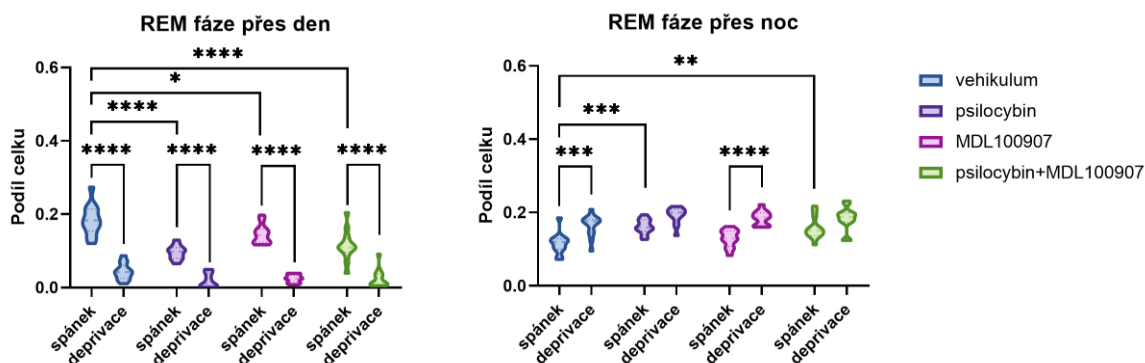 REM fáze přes den
****
*
****
**** **** **** ****
0.6
0.4
0.2
0.0
Podíl celku
spánek
deprivace
spánek
deprivace
spánek
deprivace
spánek
deprivace
REM fáze přes noc
**
***
*** ****
0.6
0.4
0.2
0.0
Podíl celku
spánek
deprivace
spánek
deprivace
spánek
deprivace
spánek
deprivace
vehikulum
psilocybin
MDL100907
psilocybin+MDL100907